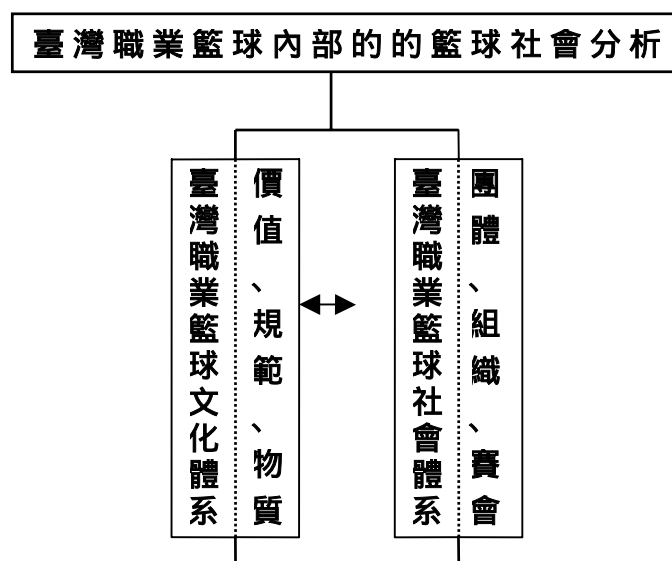 臺灣職業籃球內部的的籃球社會分析
臺灣職業籃球文化體系
價值、規範、物質
臺灣職業籃球社會體系
團體、組織、賽會